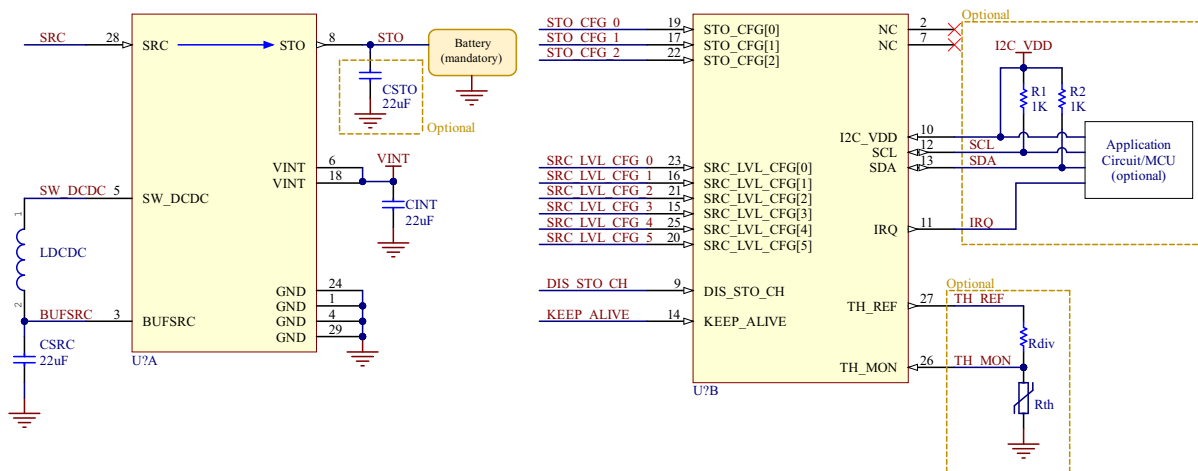 SRC
28
SRC
STO
8
STO
Battery
(mandatory)
CSTO
22uF
Optional
VINT
6
VINT
18
VINT
CINT
22uF
SW_DCDC
5
SW_DCDC
1
LDCDC
2
BUFSRC
3
BUFSRC
CSRC
22uF
GND
24
GND
1
GND
4
GND
29
U?A
STO_CFG_0
19
STO_CFG[0]
STO_CFG_1
17
STO_CFG[1]
STO_CFG_2
22
STO_CFG[2]
SRC_LVL_CFG_0
23
SRC_LVL_CFG[0]
SRC_LVL_CFG_1
16
SRC_LVL_CFG[1]
SRC_LVL_CFG_2
21
SRC_LVL_CFG[2]
SRC_LVL_CFG_3
15
SRC_LVL_CFG[3]
SRC_LVL_CFG_4
25
SRC_LVL_CFG[4]
SRC_LVL_CFG_5
20
SRC_LVL_CFG[5]
DIS_STO_CH
9
DIS_STO_CH
KEEP_ALIVE
14
KEEP_ALIVE
U?B
NC
2
NC
7
Optional
I2C_VDD
R1
1K
R2
1K
I2C_VDD
10
SCL
12
SCL
SDA
13
SDA
IRQ
11
IRQ
Application
Circuit/MCU
(optional)
Optional
TH_REF
27
TH_REF
Rdiv
TH_MON
26
TH_MON
Rth